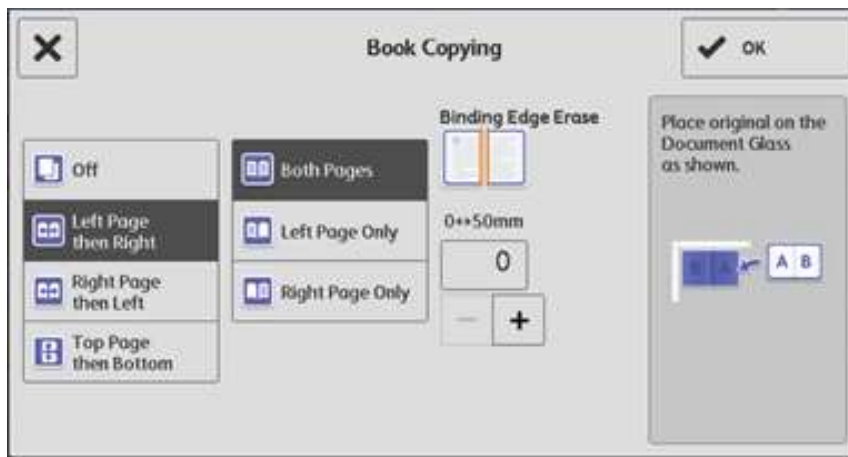 Book Copying
OK
Off
Left Page
then Right
Right Page
then Left
Top Page
then Bottom
Both Pages
Left Page Only
Right Page Only
Binding Edge Erase
0↔50mm
0
Place original on the
Document Glass
as shown.
A B